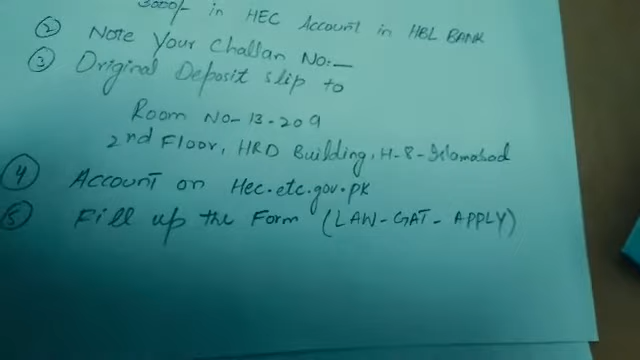 3000/- in HEC Account in HBL BANK
② Note Your Challan No:—
③ Original Deposit slip to
Room No- 13-209
2nd Floor, HRD Building, H-8-Islamabad
④ Account on Hec.etc.gov.pk
⑤ Fill up the Form (LAW-GAT-APPLY)